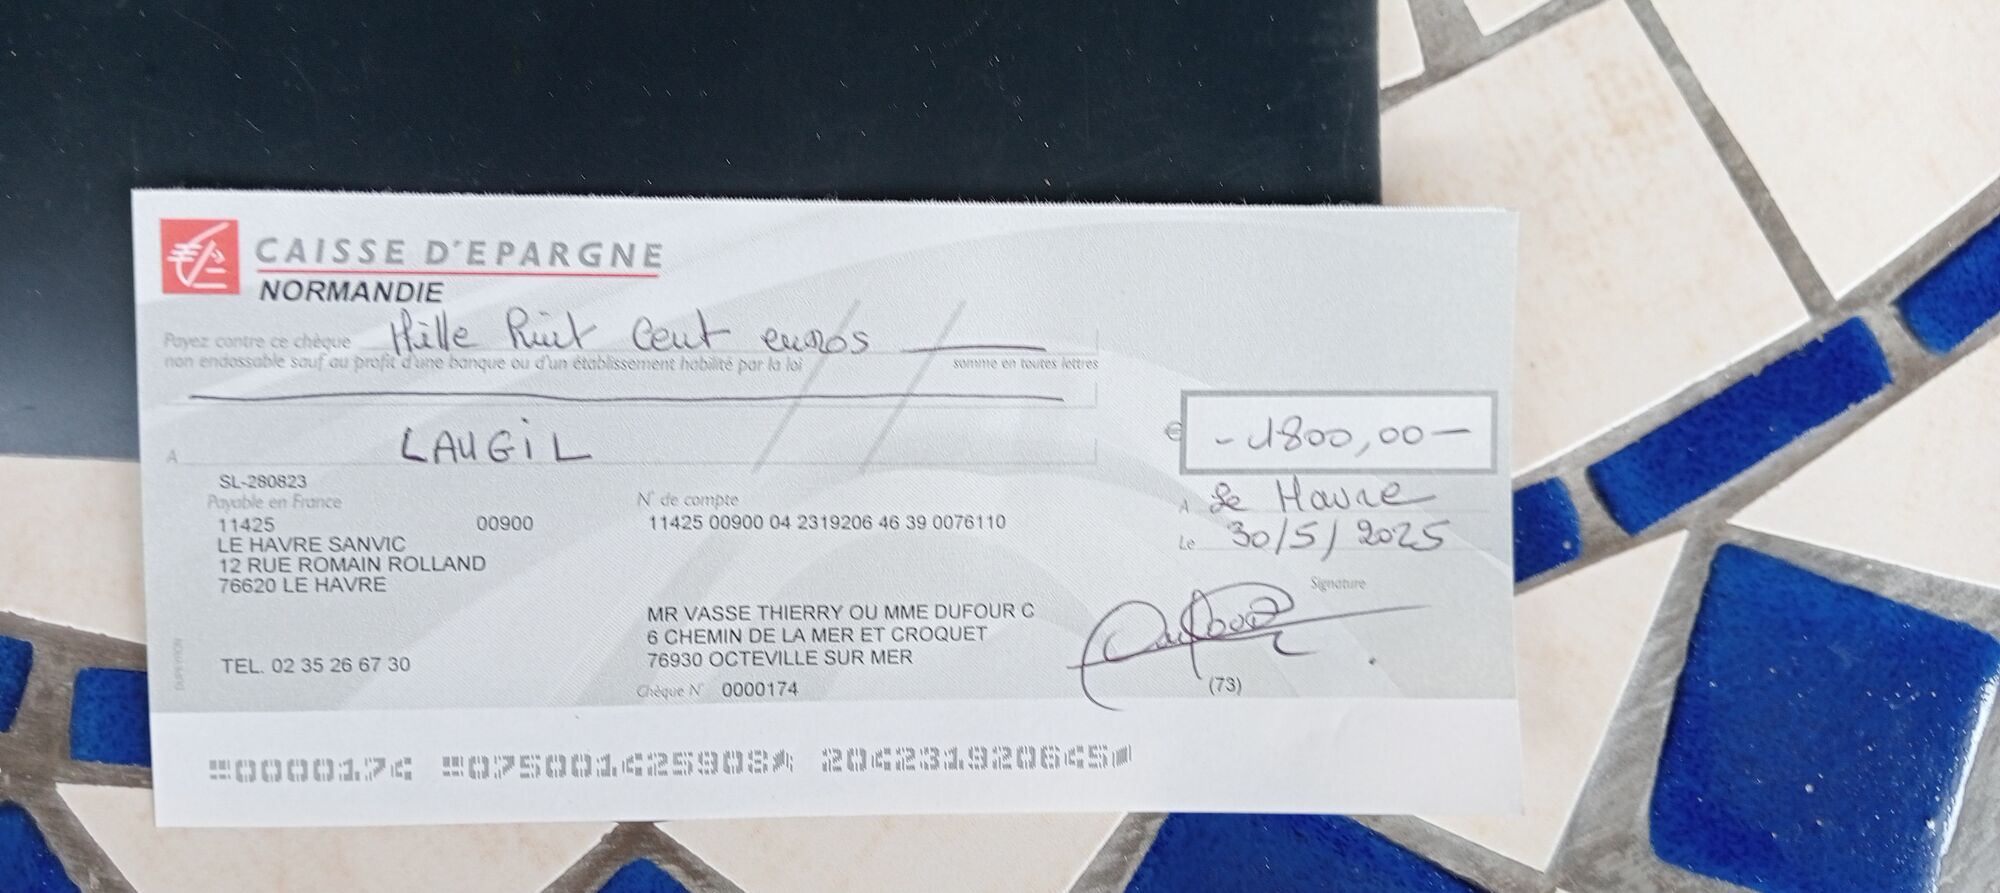 CAISSE D'EPARGNE
NORMANDIE
Payez contre ce chèque Mille huit cent euros
non endossable sauf au profit d'une banque ou d'un établissement habilité par la loi somme en toutes lettres
€ -1800,00-
A LAUGIL
SL-280823
Payable en France N° de compte A Le Havre
11425 00900 11425 00900 04 2319206 46 39 0076110
LE HAVRE SANVIC Le 30/5/2025
12 RUE ROMAIN ROLLAND
76620 LE HAVRE Signature
MR VASSE THIERRY OU MME DUFOUR C
6 CHEMIN DE LA MER ET CROQUET
TEL. 02 35 26 67 30 76930 OCTEVILLE SUR MER
Chèque N° 0000174 (73)
0000174 075001425908 204231920645